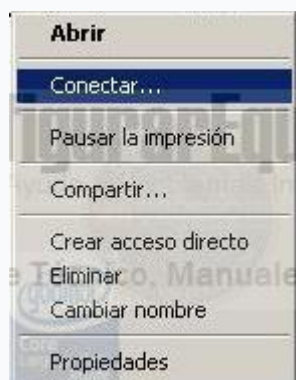 Abrir
Conectar...
Pausar la impresión
Compartir...
Crear acceso directo
Eliminar
Cambiar nombre
Propiedades